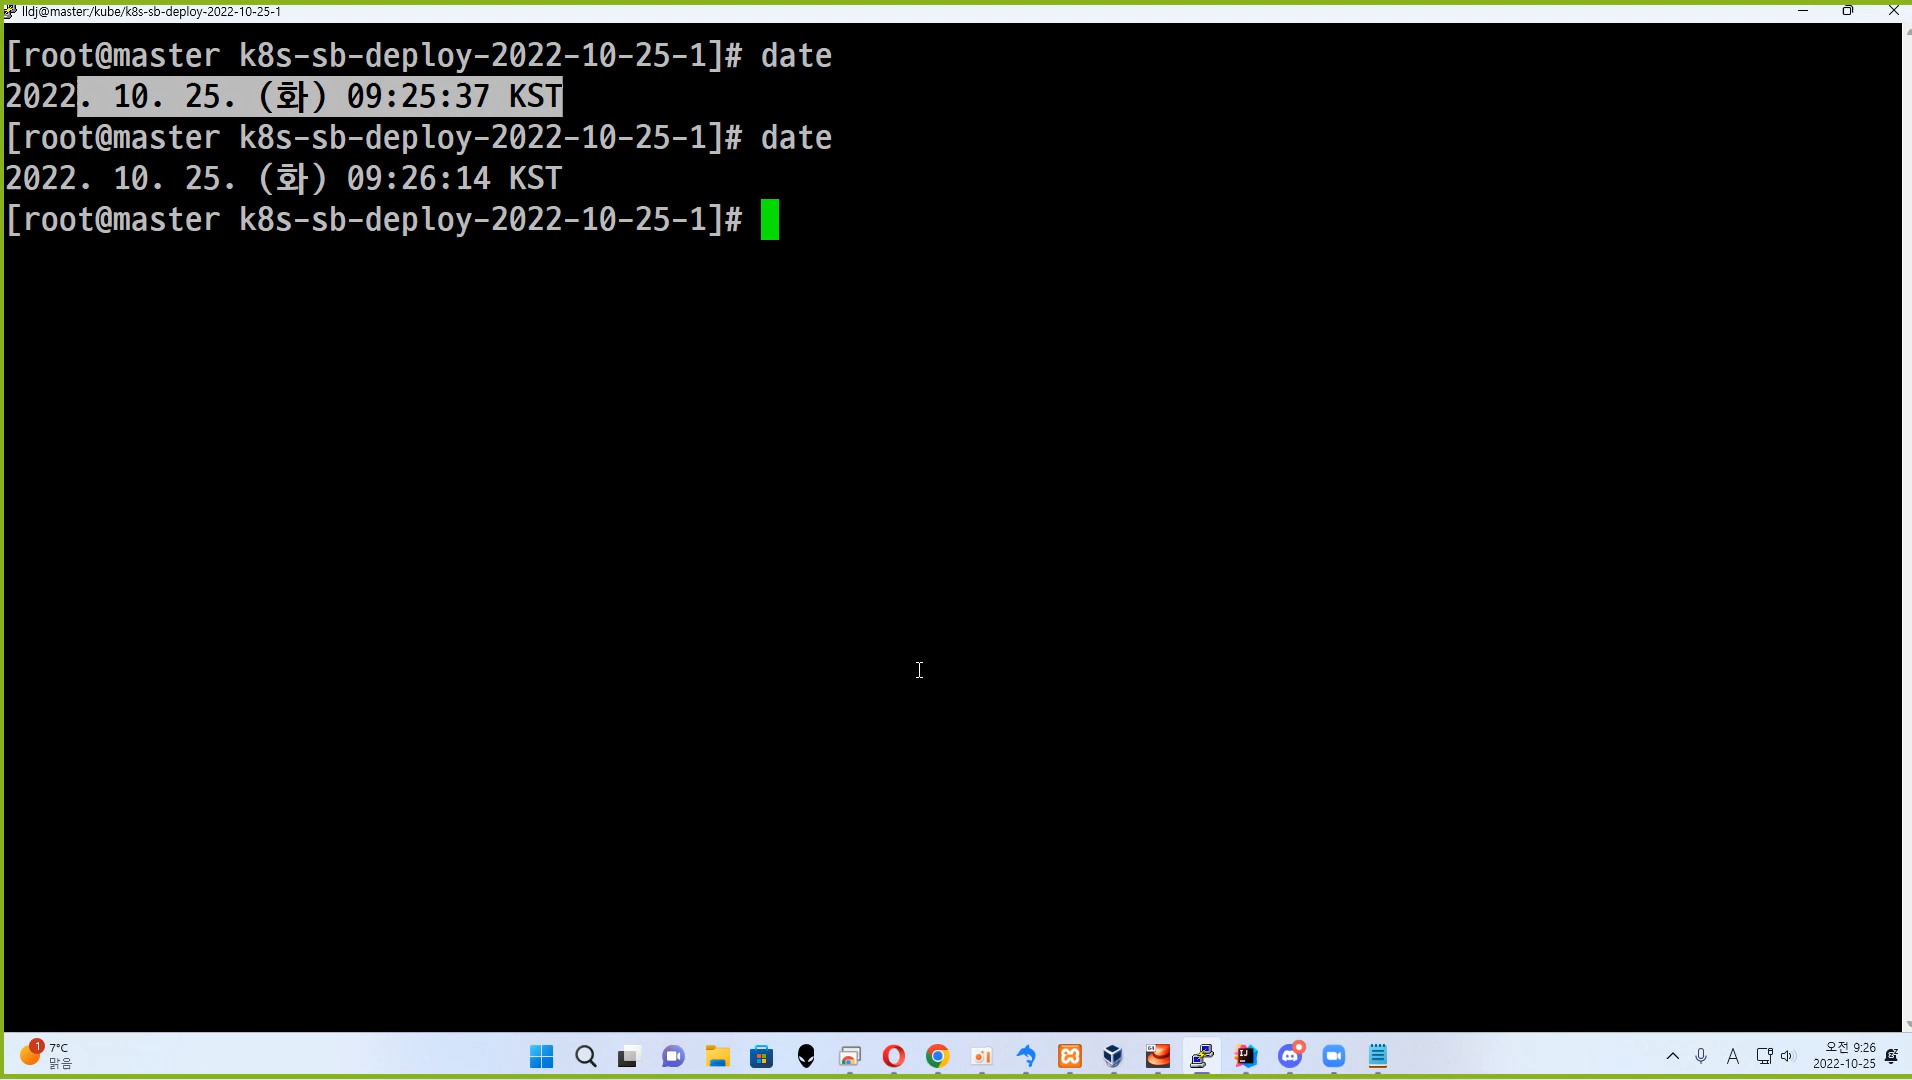 lldj@master:/kube/k8s-sb-deploy-2022-10-25-1
[root@master k8s-sb-deploy-2022-10-25-1]# date
2022. 10. 25. (화) 09:25:37 KST
[root@master k8s-sb-deploy-2022-10-25-1]# date
2022. 10. 25. (화) 09:26:14 KST
[root@master k8s-sb-deploy-2022-10-25-1]#
1
7°C
맑음
64
IJ
A
오전 9:26
2022-10-25